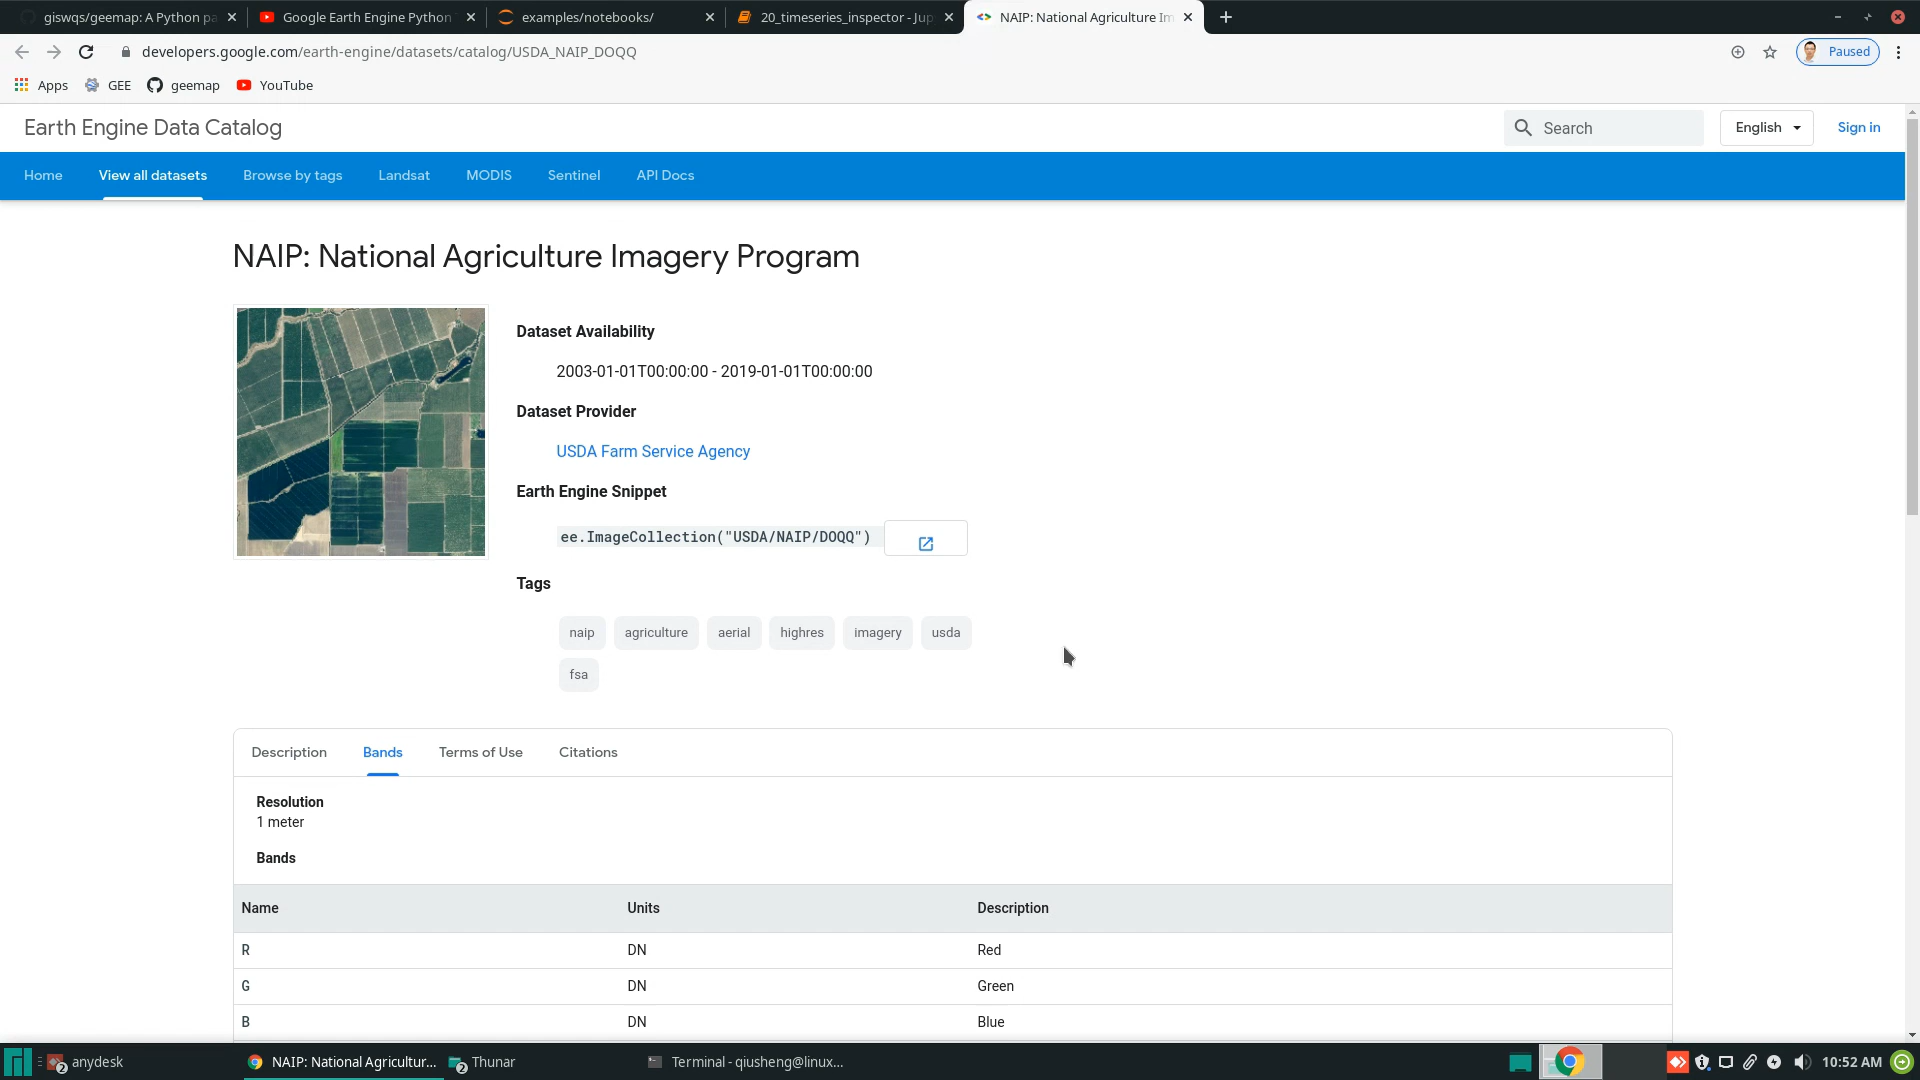 giswqs/geemap: A Python pa
Google Earth Engine Python
examples/notebooks/
20_timeseries_inspector - Jup
NAIP: National Agriculture Im
developers.google.com/earth-engine/datasets/catalog/USDA_NAIP_DOQQ
Paused
Apps
GEE
geemap
YouTube
Earth Engine Data Catalog
Search
English
Sign in
Home
View all datasets
Browse by tags
Landsat
MODIS
Sentinel
API Docs
NAIP: National Agriculture Imagery Program
Dataset Availability
2003-01-01T00:00:00 - 2019-01-01T00:00:00
Dataset Provider
USDA Farm Service Agency
Earth Engine Snippet
ee.ImageCollection("USDA/NAIP/DOQQ")
Tags
naip
agriculture
aerial
highres
imagery
usda
fsa
Description
Bands
Terms of Use
Citations
Resolution
1 meter
Bands
Name
Units
Description
R
DN
Red
G
DN
Green
B
DN
Blue
2
anydesk
NAIP: National Agricultur...
2
Thunar
Terminal - qiusheng@linux...
10:52 AM